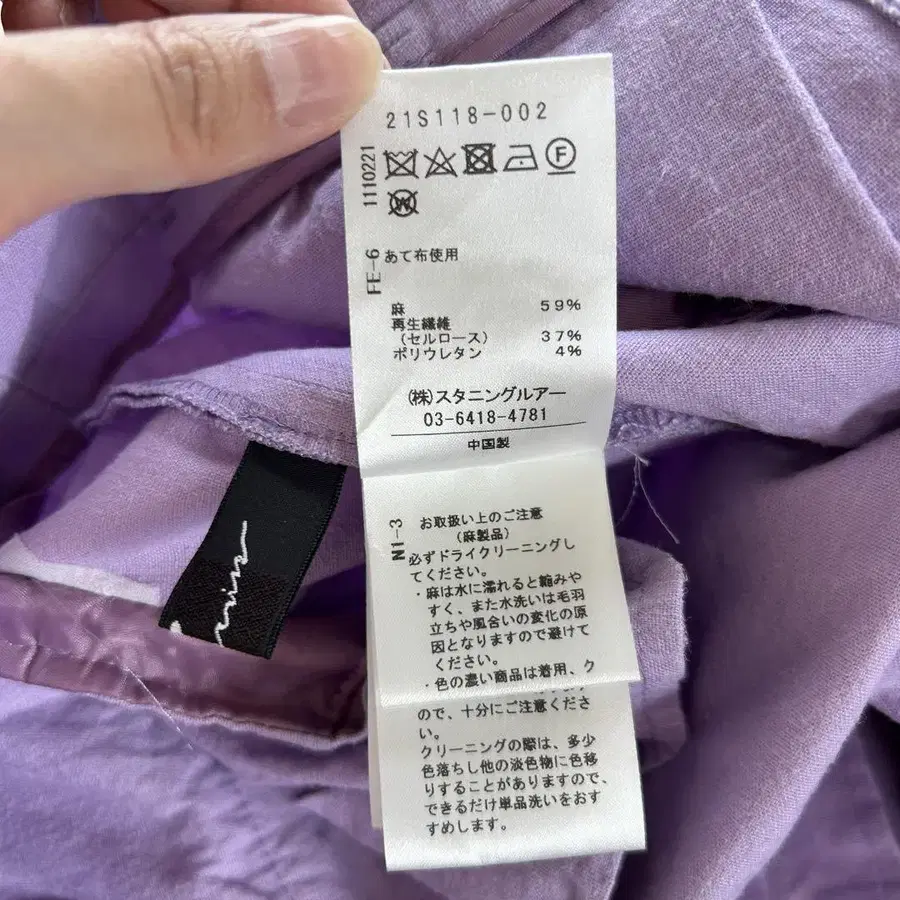 21S118-002
1110221
F
W
FE-6
あて布使用
麻 59%
再生繊維
(セルロース) 37%
ポリウレタン 4%
(株)スタニングルアー
03-6418-4781
中国製
N1-3
お取扱い上のご注意
(麻製品)
必ずドライクリーニングし
てください。
・麻は水に濡れると縮みや
すく、また水洗いは毛羽
立ちや風合いの変化の原
因となりますので避けて
ください。
・色の濃い商品は着用、ク
ので、十分にご注意くださ
い。
クリーニングの際は、多少
色落ちし他の淡色物に色移
りすることがありますので、
できるだけ単品洗いをおす
すめします。